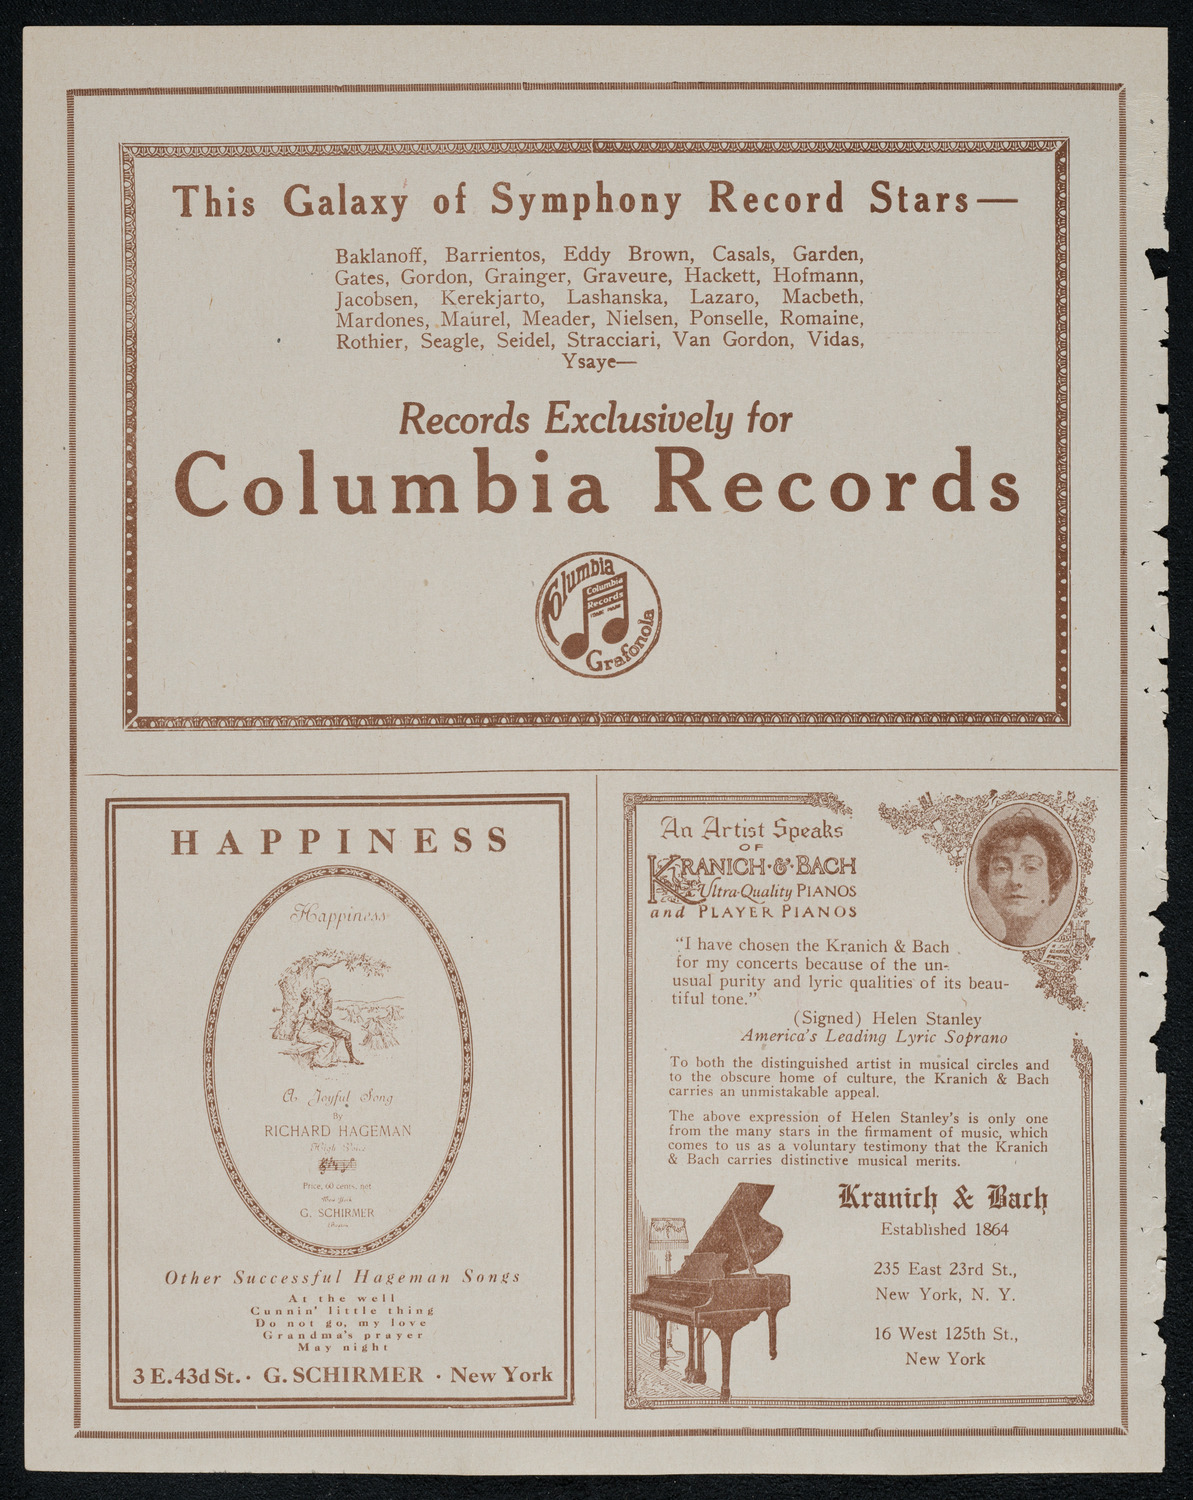 This Galaxy of Symphony Record Stars—
Baklanoff, Barrientos, Eddy Brown, Casals, Garden,
Gates, Gordon, Grainger, Graveure, Hackett, Hofmann,
Jacobsen, Kerekjarto, Lashanska, Lazaro, Macbeth,
Mardones, Maurel, Meader, Nielsen, Ponselle, Romaine,
Rothier, Seagle, Seidel, Stracciari, Van Gordon, Vidas,
Ysaye—
Records Exclusively for
Columbia Records
Columbia
Columbia
Records
Grafonola
HAPPINESS
Happiness
A Joyful Song
By
RICHARD HAGEMAN
High Voice
Price, 60 cents, net
New York
G. SCHIRMER
Boston
Other Successful Hageman Songs
At the well
Cunnin' little thing
Do not go, my love
Grandma's prayer
May night
3 E. 43d St. · G. SCHIRMER · New York
An Artist Speaks
OF
KRANICH·&·BACH
Ultra-Quality PIANOS
and PLAYER PIANOS
"I have chosen the Kranich & Bach
for my concerts because of the un-
usual purity and lyric qualities of its beau-
tiful tone."
(Signed) Helen Stanley
America's Leading Lyric Soprano
To both the distinguished artist in musical circles and
to the obscure home of culture, the Kranich & Bach
carries an unmistakable appeal.
The above expression of Helen Stanley's is only one
from the many stars in the firmament of music, which
comes to us as a voluntary testimony that the Kranich
& Bach carries distinctive musical merits.
Kranich & Bach
Established 1864
235 East 23rd St.,
New York, N. Y.
16 West 125th St.,
New York